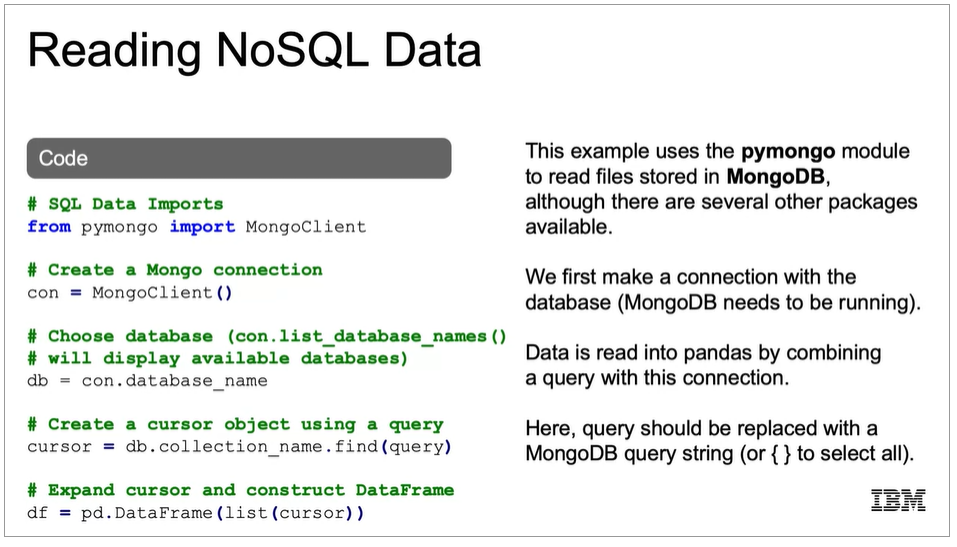 Reading NoSQL Data
Code
# SQL Data Imports
from pymongo import MongoClient
# Create a Mongo connection
con = MongoClient()
# Choose database (con.list_database_names()
# will display available databases)
db = con.database_name
# Create a cursor object using a query
cursor = db.collection_name.find(query)
# Expand cursor and construct DataFrame
df = pd.DataFrame(list(cursor))
This example uses the pymongo module
to read files stored in MongoDB,
although there are several other packages
available.
We first make a connection with the
database (MongoDB needs to be running).
Data is read into pandas by combining
a query with this connection.
Here, query should be replaced with a
MongoDB query string (or { } to select all).
IBM